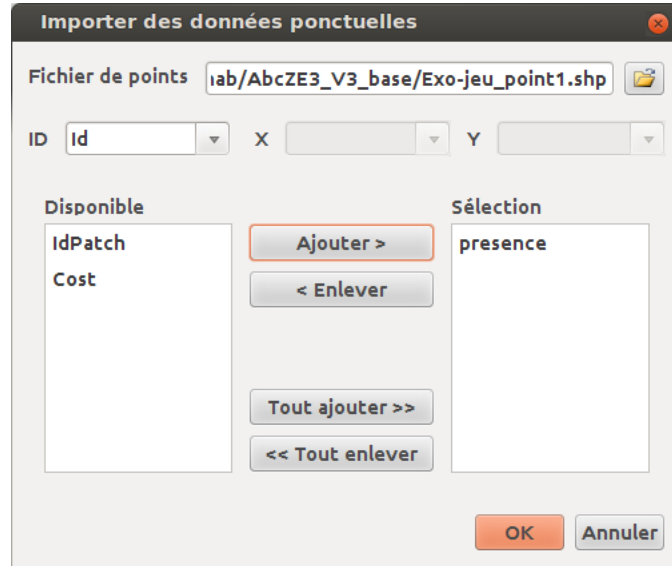 Importer des données ponctuelles
Fichier de points ıab/AbcZE3_V3_base/Exo-jeu_point1.shp
ID Id X Y
Disponible Sélection
IdPatch Ajouter > presence
Cost < Enlever
Tout ajouter >>
<< Tout enlever
OK Annuler